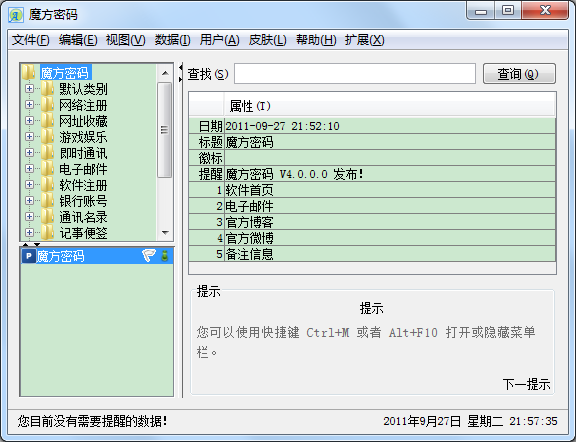 魔方密码
文件(F) 编辑(E) 视图(V) 数据(I) 用户(A) 皮肤(L) 帮助(H) 扩展(X)
魔方密码
默认类别
网络注册
网址收藏
游戏娱乐
即时通讯
电子邮件
软件注册
银行账号
通讯名录
记事便签
P 魔方密码
查找(S) 查询(Q)
属性(T)
日期 2011-09-27 21:52:10
标题 魔方密码
徽标
提醒 魔方密码 V4.0.0.0 发布!
1 软件首页
2 电子邮件
3 官方博客
4 官方微博
5 备注信息
提示
提示
您可以使用快捷键 Ctrl+M 或者 Alt+F10 打开或隐藏菜单
栏。
下一提示
您目前没有需要提醒的数据! 2011年9月27日 星期二 21:57:35